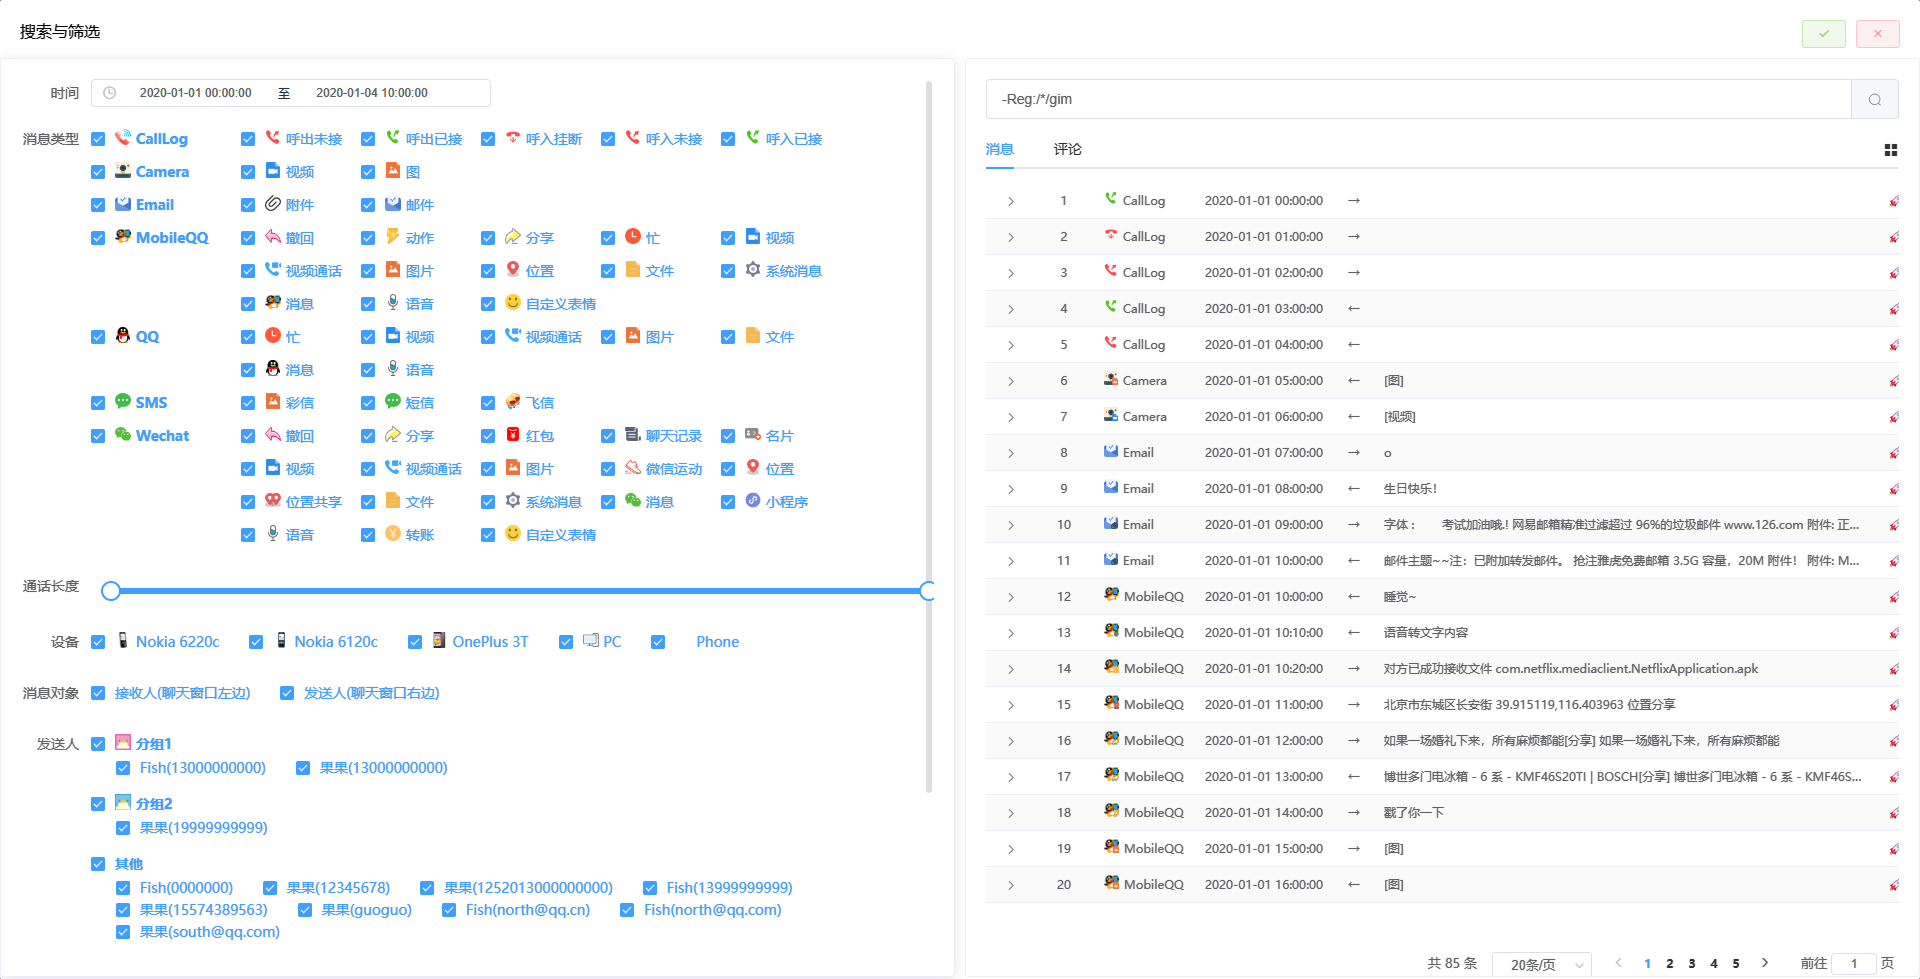 搜索与筛选
时间 2020-01-01 00:00:00 至 2020-01-04 10:00:00
消息类型 CallLog 呼出未接 呼出已接 呼入挂断 呼入未接 呼入已接
Camera 视频 图
Email 附件 邮件
MobileQQ 撤回 动作 分享 忙 视频
视频通话 图片 位置 文件 系统消息
消息 语音 自定义表情
QQ 忙 视频 视频通话 图片 文件
消息 语音
SMS 彩信 短信 飞信
Wechat 撤回 分享 红包 聊天记录 名片
视频 视频通话 图片 微信运动 位置
位置共享 文件 系统消息 消息 小程序
语音 转账 自定义表情
通话长度
设备 Nokia 6220c Nokia 6120c OnePlus 3T PC Phone
消息对象 接收人(聊天窗口左边) 发送人(聊天窗口右边)
发送人 分组1
Fish(13000000000) 果果(13000000000)
分组2
果果(19999999999)
其他
Fish(0000000) 果果(12345678) 果果(1252013000000000) Fish(13999999999)
果果(15574389563) 果果(guoguo) Fish(north@qq.cn) Fish(north@qq.com)
果果(south@qq.com)
-Reg:/*/gim
消息 评论
1 CallLog 2020-01-01 00:00:00 →
2 CallLog 2020-01-01 01:00:00 →
3 CallLog 2020-01-01 02:00:00 →
4 CallLog 2020-01-01 03:00:00 ←
5 CallLog 2020-01-01 04:00:00 ←
6 Camera 2020-01-01 05:00:00 ← [图]
7 Camera 2020-01-01 06:00:00 ← [视频]
8 Email 2020-01-01 07:00:00 → o
9 Email 2020-01-01 08:00:00 ← 生日快乐！
10 Email 2020-01-01 09:00:00 → 字体： 考试加油哦.! 网易邮箱精准过滤超过 96%的垃圾邮件 www.126.com 附件: 正...
11 Email 2020-01-01 10:00:00 ← 邮件主题~~注：已附加转发邮件。 抢注雅虎免费邮箱 3.5G 容量，20M 附件！ 附件: M...
12 MobileQQ 2020-01-01 10:00:00 ← 睡觉~
13 MobileQQ 2020-01-01 10:10:00 ← 语音转文字内容
14 MobileQQ 2020-01-01 10:20:00 → 对方已成功接收文件 com.netflix.mediaclient.NetflixApplication.apk
15 MobileQQ 2020-01-01 11:00:00 → 北京市东城区长安街 39.915119,116.403963 位置分享
16 MobileQQ 2020-01-01 12:00:00 → 如果一场婚礼下来，所有麻烦都能[分享] 如果一场婚礼下来，所有麻烦都能
17 MobileQQ 2020-01-01 13:00:00 ← 博世多门电冰箱 - 6 系 - KMF46S20TI | BOSCH[分享] 博世多门电冰箱 - 6 系 - KMF46S...
18 MobileQQ 2020-01-01 14:00:00 → 戳了你一下
19 MobileQQ 2020-01-01 15:00:00 → [图]
20 MobileQQ 2020-01-01 16:00:00 ← [图]
共 85 条 20条/页 1 2 3 4 5 前往 1 页